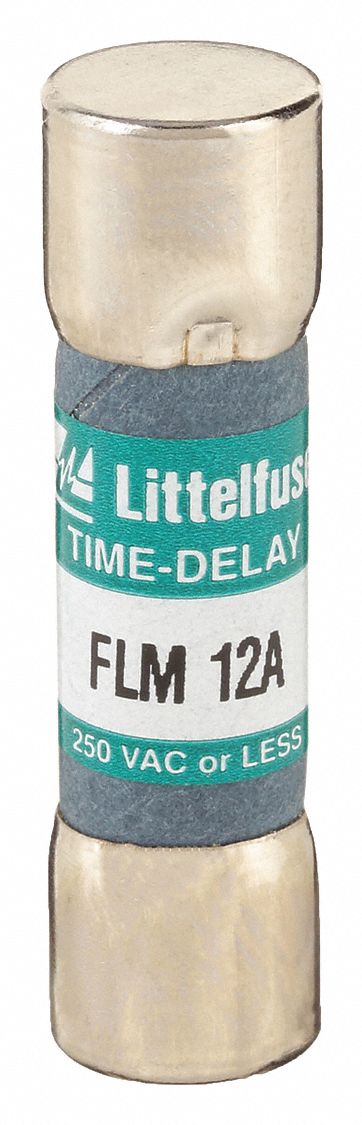 Littelfuse
TIME-DELAY
FLM 12A
250 VAC or LESS